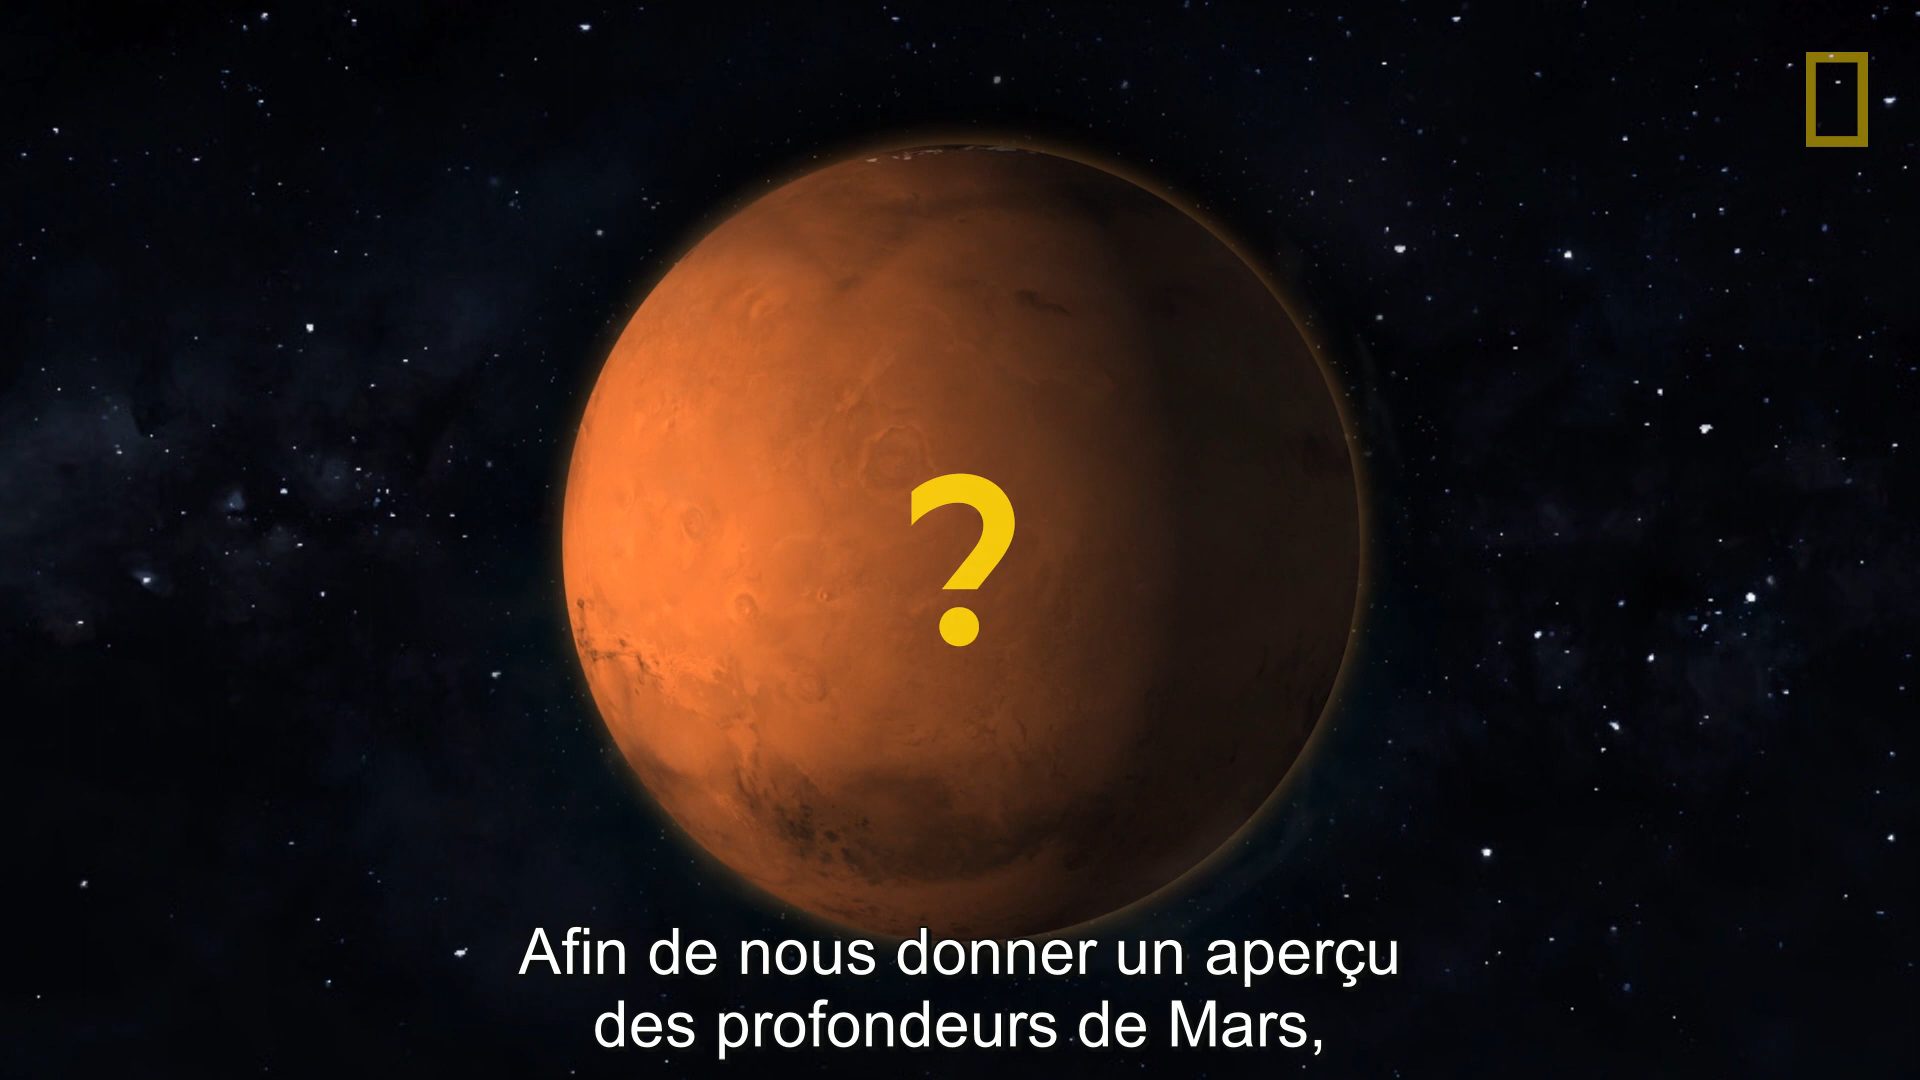 ?
Afin de nous donner un aperçu
des profondeurs de Mars,